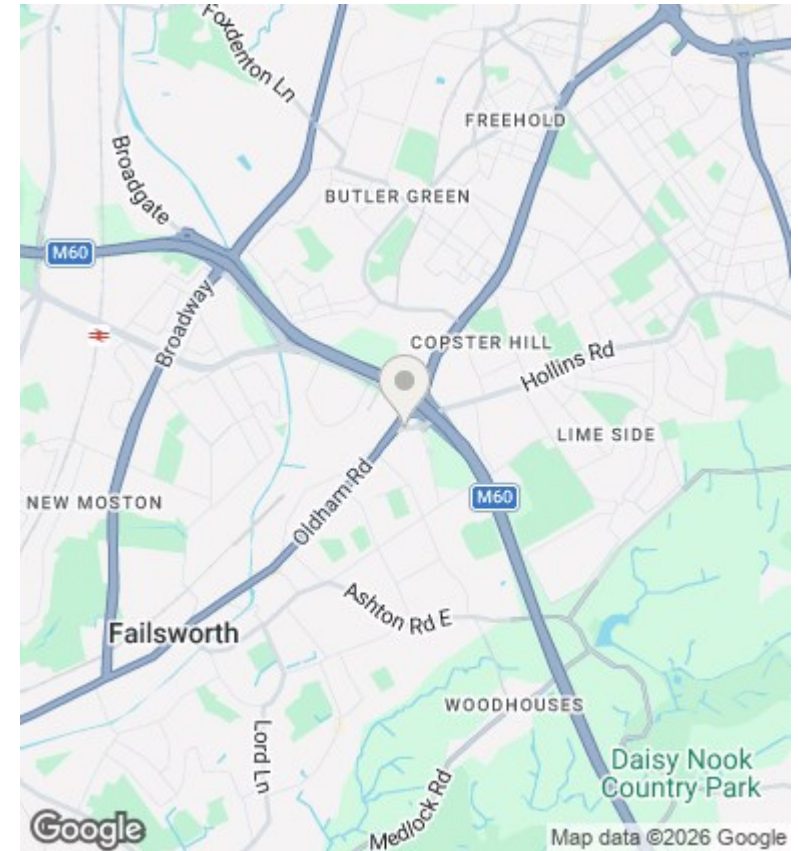 Foxdenton Ln
FREEHOLD
Broadgate
BUTLER GREEN
M60
Broadway
COPSTER HILL
Hollins Rd
LIME SIDE
Oldham Rd
M60
NEW MOSTON
Ashton Rd E
Failsworth
WOODHOUSES
Lord Ln
Medlock Rd
Daisy Nook
Country Park
Google
Map data ©2026 Google